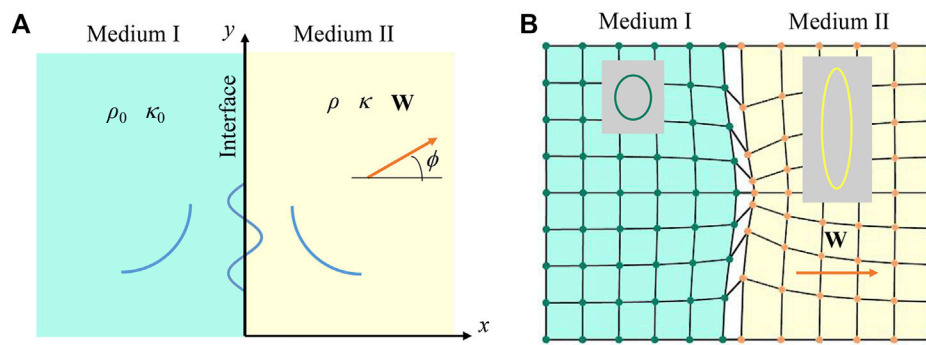 A
Medium I
y
Medium II
Interface
ρ₀ κ₀
ρ κ W
ϕ
x
B
Medium I
Medium II
W